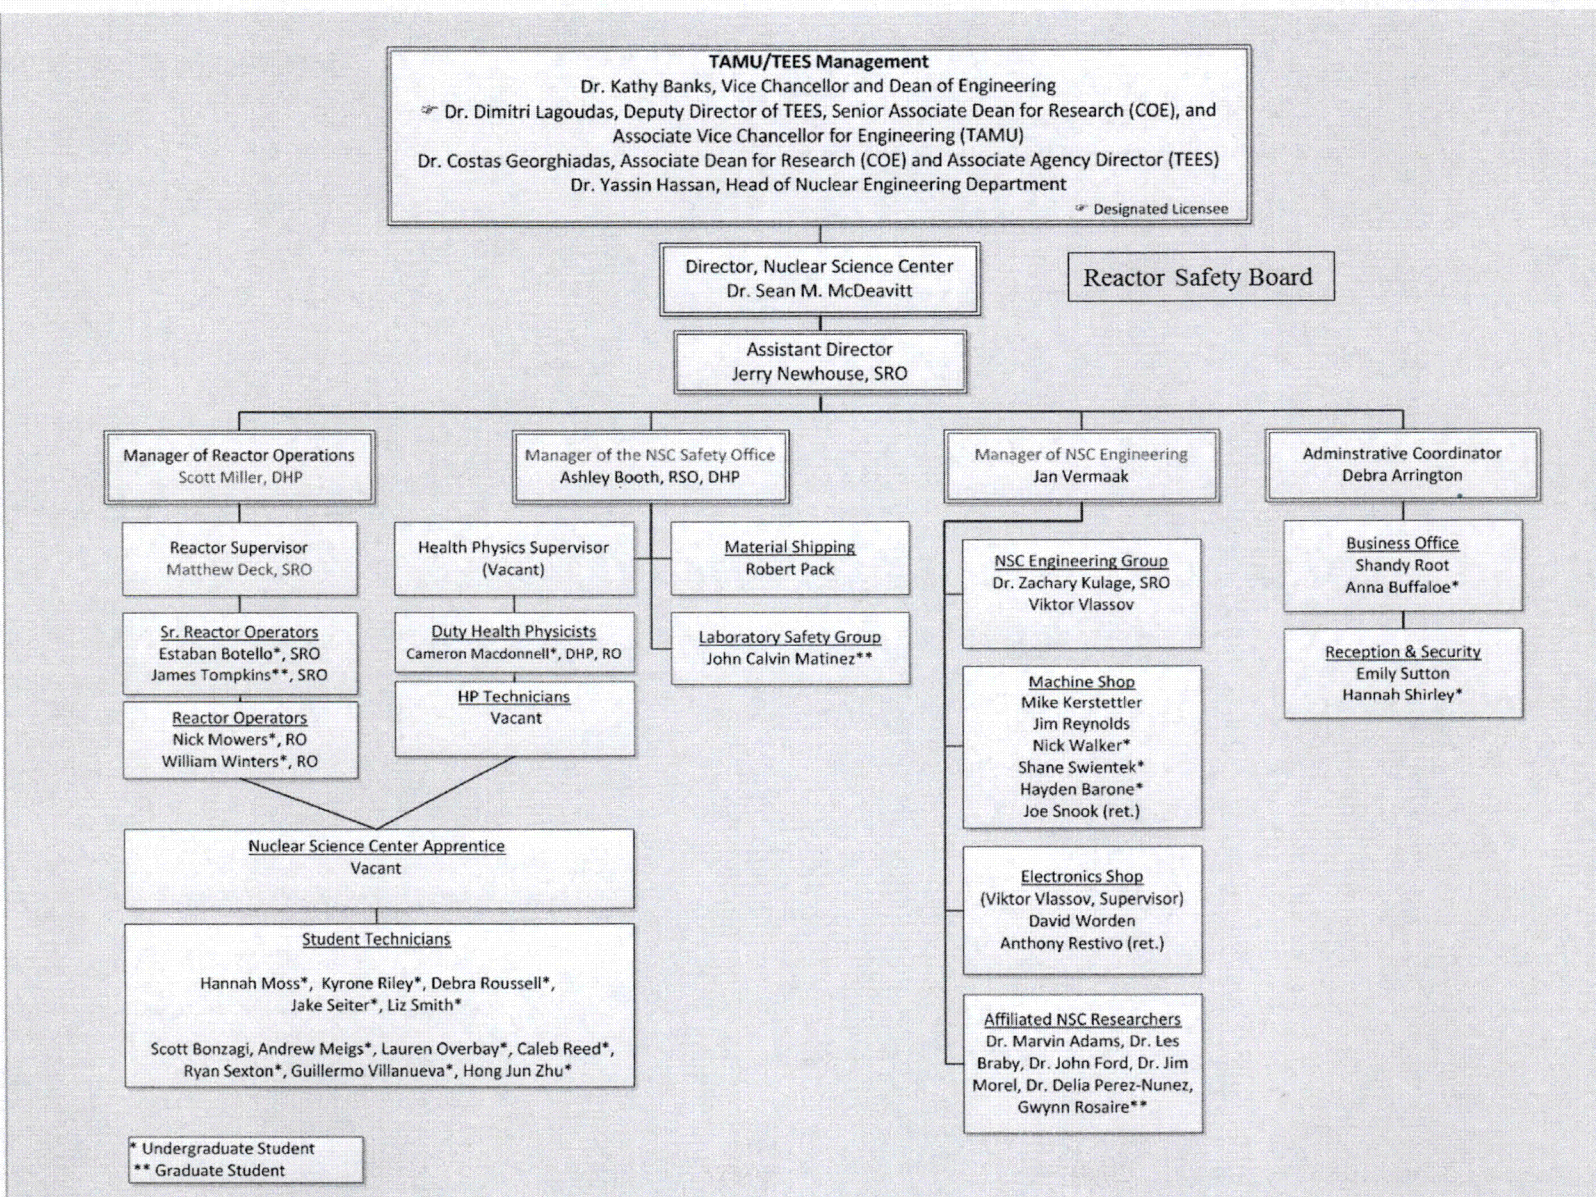 TAMU/TEES Management
Dr. Kathy Banks, Vice Chancellor and Dean of Engineering
☞ Dr. Dimitri Lagoudas, Deputy Director of TEES, Senior Associate Dean for Research (COE), and
Associate Vice Chancellor for Engineering (TAMU)
Dr. Costas Georghiadas, Associate Dean for Research (COE) and Associate Agency Director (TEES)
Dr. Yassin Hassan, Head of Nuclear Engineering Department
☞ Designated Licensee
Director, Nuclear Science Center
Dr. Sean M. McDeavitt
Reactor Safety Board
Assistant Director
Jerry Newhouse, SRO
Manager of Reactor Operations
Scott Miller, DHP
Manager of the NSC Safety Office
Ashley Booth, RSO, DHP
Manager of NSC Engineering
Jan Vermaak
Adminstrative Coordinator
Debra Arrington
Reactor Supervisor
Matthew Deck, SRO
Sr. Reactor Operators
Estaban Botello*, SRO
James Tompkins**, SRO
Reactor Operators
Nick Mowers*, RO
William Winters*, RO
Health Physics Supervisor
(Vacant)
Duty Health Physicists
Cameron Macdonnell*, DHP, RO
HP Technicians
Vacant
Material Shipping
Robert Pack
Laboratory Safety Group
John Calvin Matinez**
NSC Engineering Group
Dr. Zachary Kulage, SRO
Viktor Vlassov
Machine Shop
Mike Kerstettler
Jim Reynolds
Nick Walker*
Shane Swientek*
Hayden Barone*
Joe Snook (ret.)
Electronics Shop
(Viktor Vlassov, Supervisor)
David Worden
Anthony Restivo (ret.)
Affiliated NSC Researchers
Dr. Marvin Adams, Dr. Les
Braby, Dr. John Ford, Dr. Jim
Morel, Dr. Delia Perez-Nunez,
Gwynn Rosaire**
Business Office
Shandy Root
Anna Buffaloe*
Reception & Security
Emily Sutton
Hannah Shirley*
Nuclear Science Center Apprentice
Vacant
Student Technicians
Hannah Moss*, Kyrone Riley*, Debra Roussell*,
Jake Seiter*, Liz Smith*
Scott Bonzagi, Andrew Meigs*, Lauren Overbay*, Caleb Reed*,
Ryan Sexton*, Guillermo Villanueva*, Hong Jun Zhu*
* Undergraduate Student
** Graduate Student